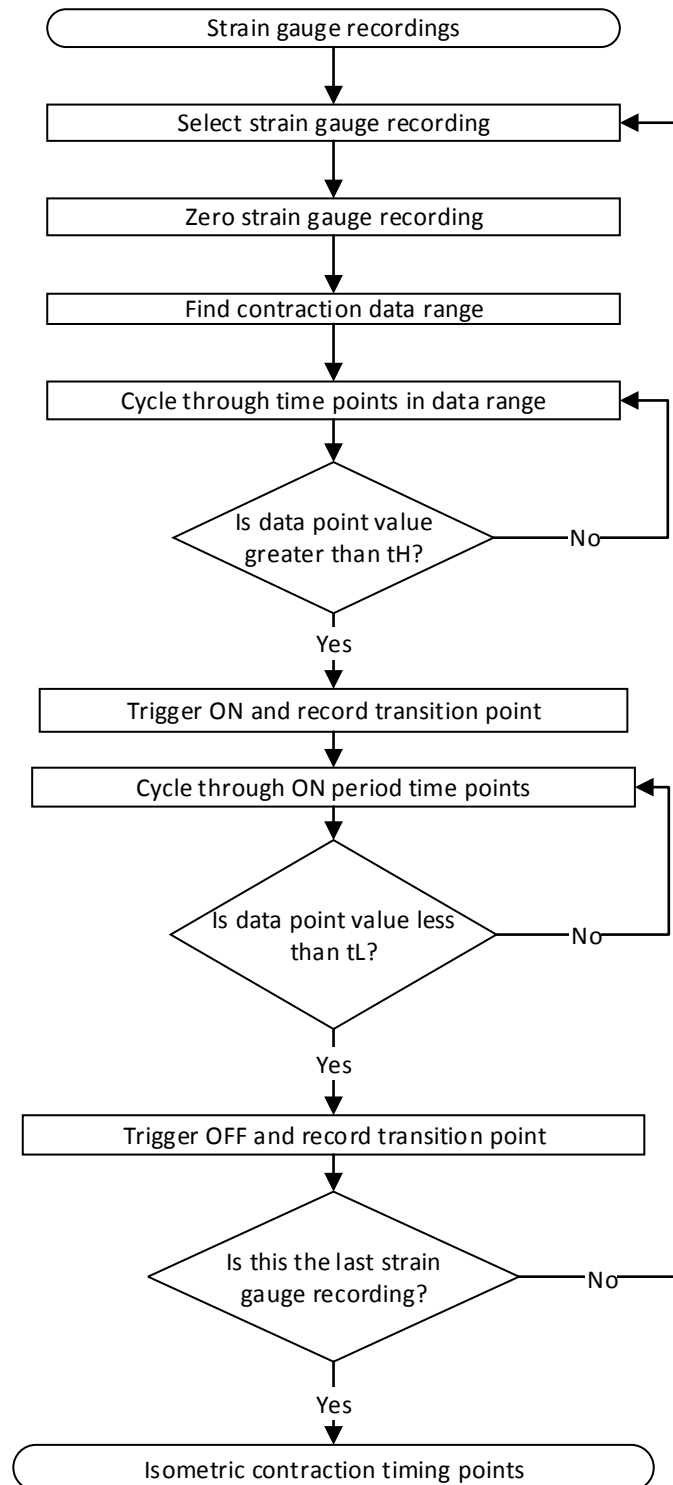 Strain gauge recordings
Select strain gauge recording
Zero strain gauge recording
Find contraction data range
Cycle through time points in data range
Is data point value
greater than tH?
No
Yes
Trigger ON and record transition point
Cycle through ON period time points
Is data point value less
than tL?
No
Yes
Trigger OFF and record transition point
Is this the last strain
gauge recording?
No
Yes
Isometric contraction timing points